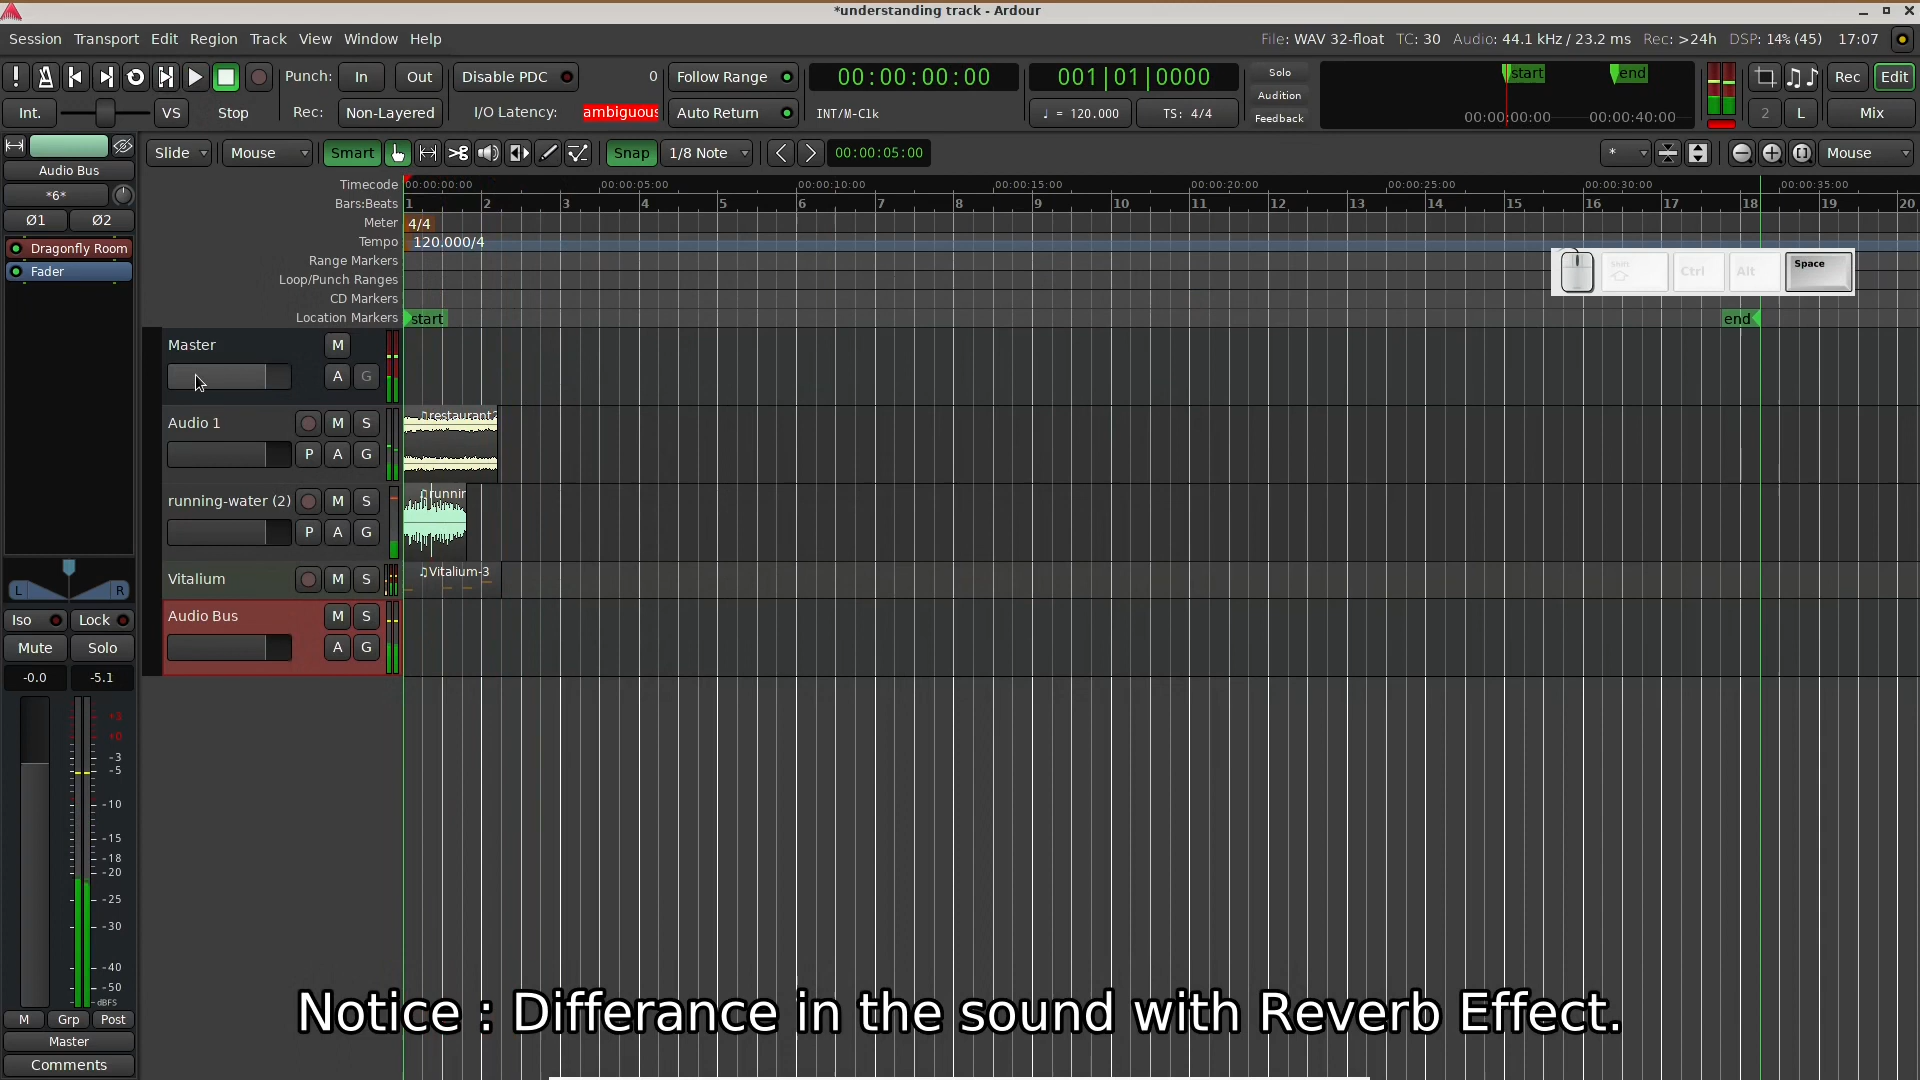 *understanding track - Ardour
Session Transport Edit Region Track View Window Help
File: WAV 32-float TC: 30 Audio: 44.1 kHz / 23.2 ms Rec: >24h DSP: 14% (45) 17:07
Punch: In Out Disable PDC 0 Follow Range 00:00:00:00 001|01|0000
Solo
Audition
Feedback
start end
00:00:00:00 00:00:40:00
Rec Edit
Int. VS Stop Rec: Non-Layered I/O Latency: ambiguous Auto Return INT/M-Clk ♩ = 120.000 TS: 4/4
2 L Mix
Slide Mouse Smart Snap 1/8 Note 00:00:05:00 * Mouse
Audio Bus
*6*
Ø1 Ø2
Dragonfly Room
Fader
Timecode 00:00:00:00 00:00:05:00 00:00:10:00 00:00:15:00 00:00:20:00 00:00:25:00 00:00:30:00 00:00:35:00
Bars:Beats 1 2 3 4 5 6 7 8 9 10 11 12 13 14 15 16 17 18 19 20
Meter 4/4
Tempo 120.000/4
Range Markers
Loop/Punch Ranges
CD Markers
Location Markers start end
Shift Ctrl Alt Space
Master M
A G
Audio 1 M S
P A G
♫restaurant2
running-water (2) M S
P A G
♫runnir
Vitalium M S
♫Vitalium-3
Audio Bus M S
A G
L R
Iso Lock
Mute Solo
-0.0 -5.1
+3
+0
-3
-5
-10
-15
-18
-20
-25
-30
-40
-50
dBFS
M Grp Post
Master
Comments
Notice : Differance in the sound with Reverb Effect.